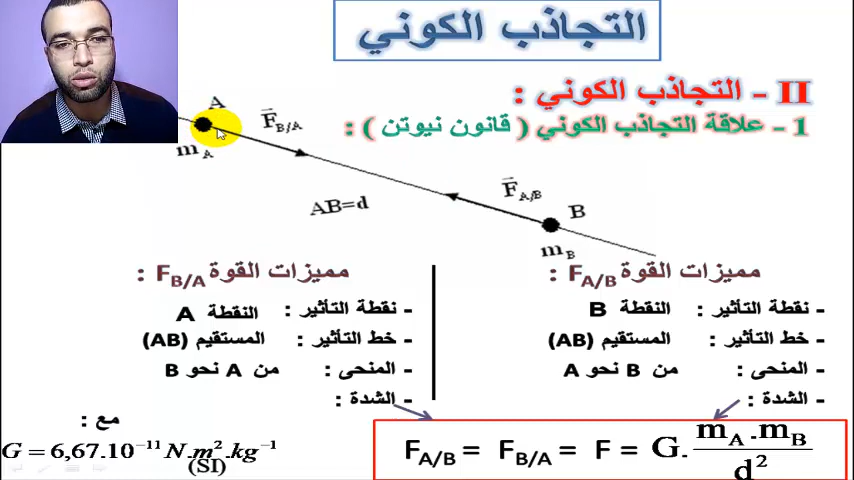 التجاذب الكوني
II - التجاذب الكوني :
1 - علاقة التجاذب الكوني ( قانون نيوتن ) :
A
F⃗B/A
mA
AB=d
F⃗A/B
B
mB
مميزات القوة FA/B :
- نقطة التأثير : النقطة B
- خط التأثير : المستقيم (AB)
- المنحى : من B نحو A
- الشدة :
مميزات القوة FB/A :
- نقطة التأثير : النقطة A
- خط التأثير : المستقيم (AB)
- المنحى : من A نحو B
- الشدة :
FA/B = FB/A = F = G. mA.mB / d²
مع :
G = 6,67.10⁻¹¹ N.m².kg⁻¹
(SI)